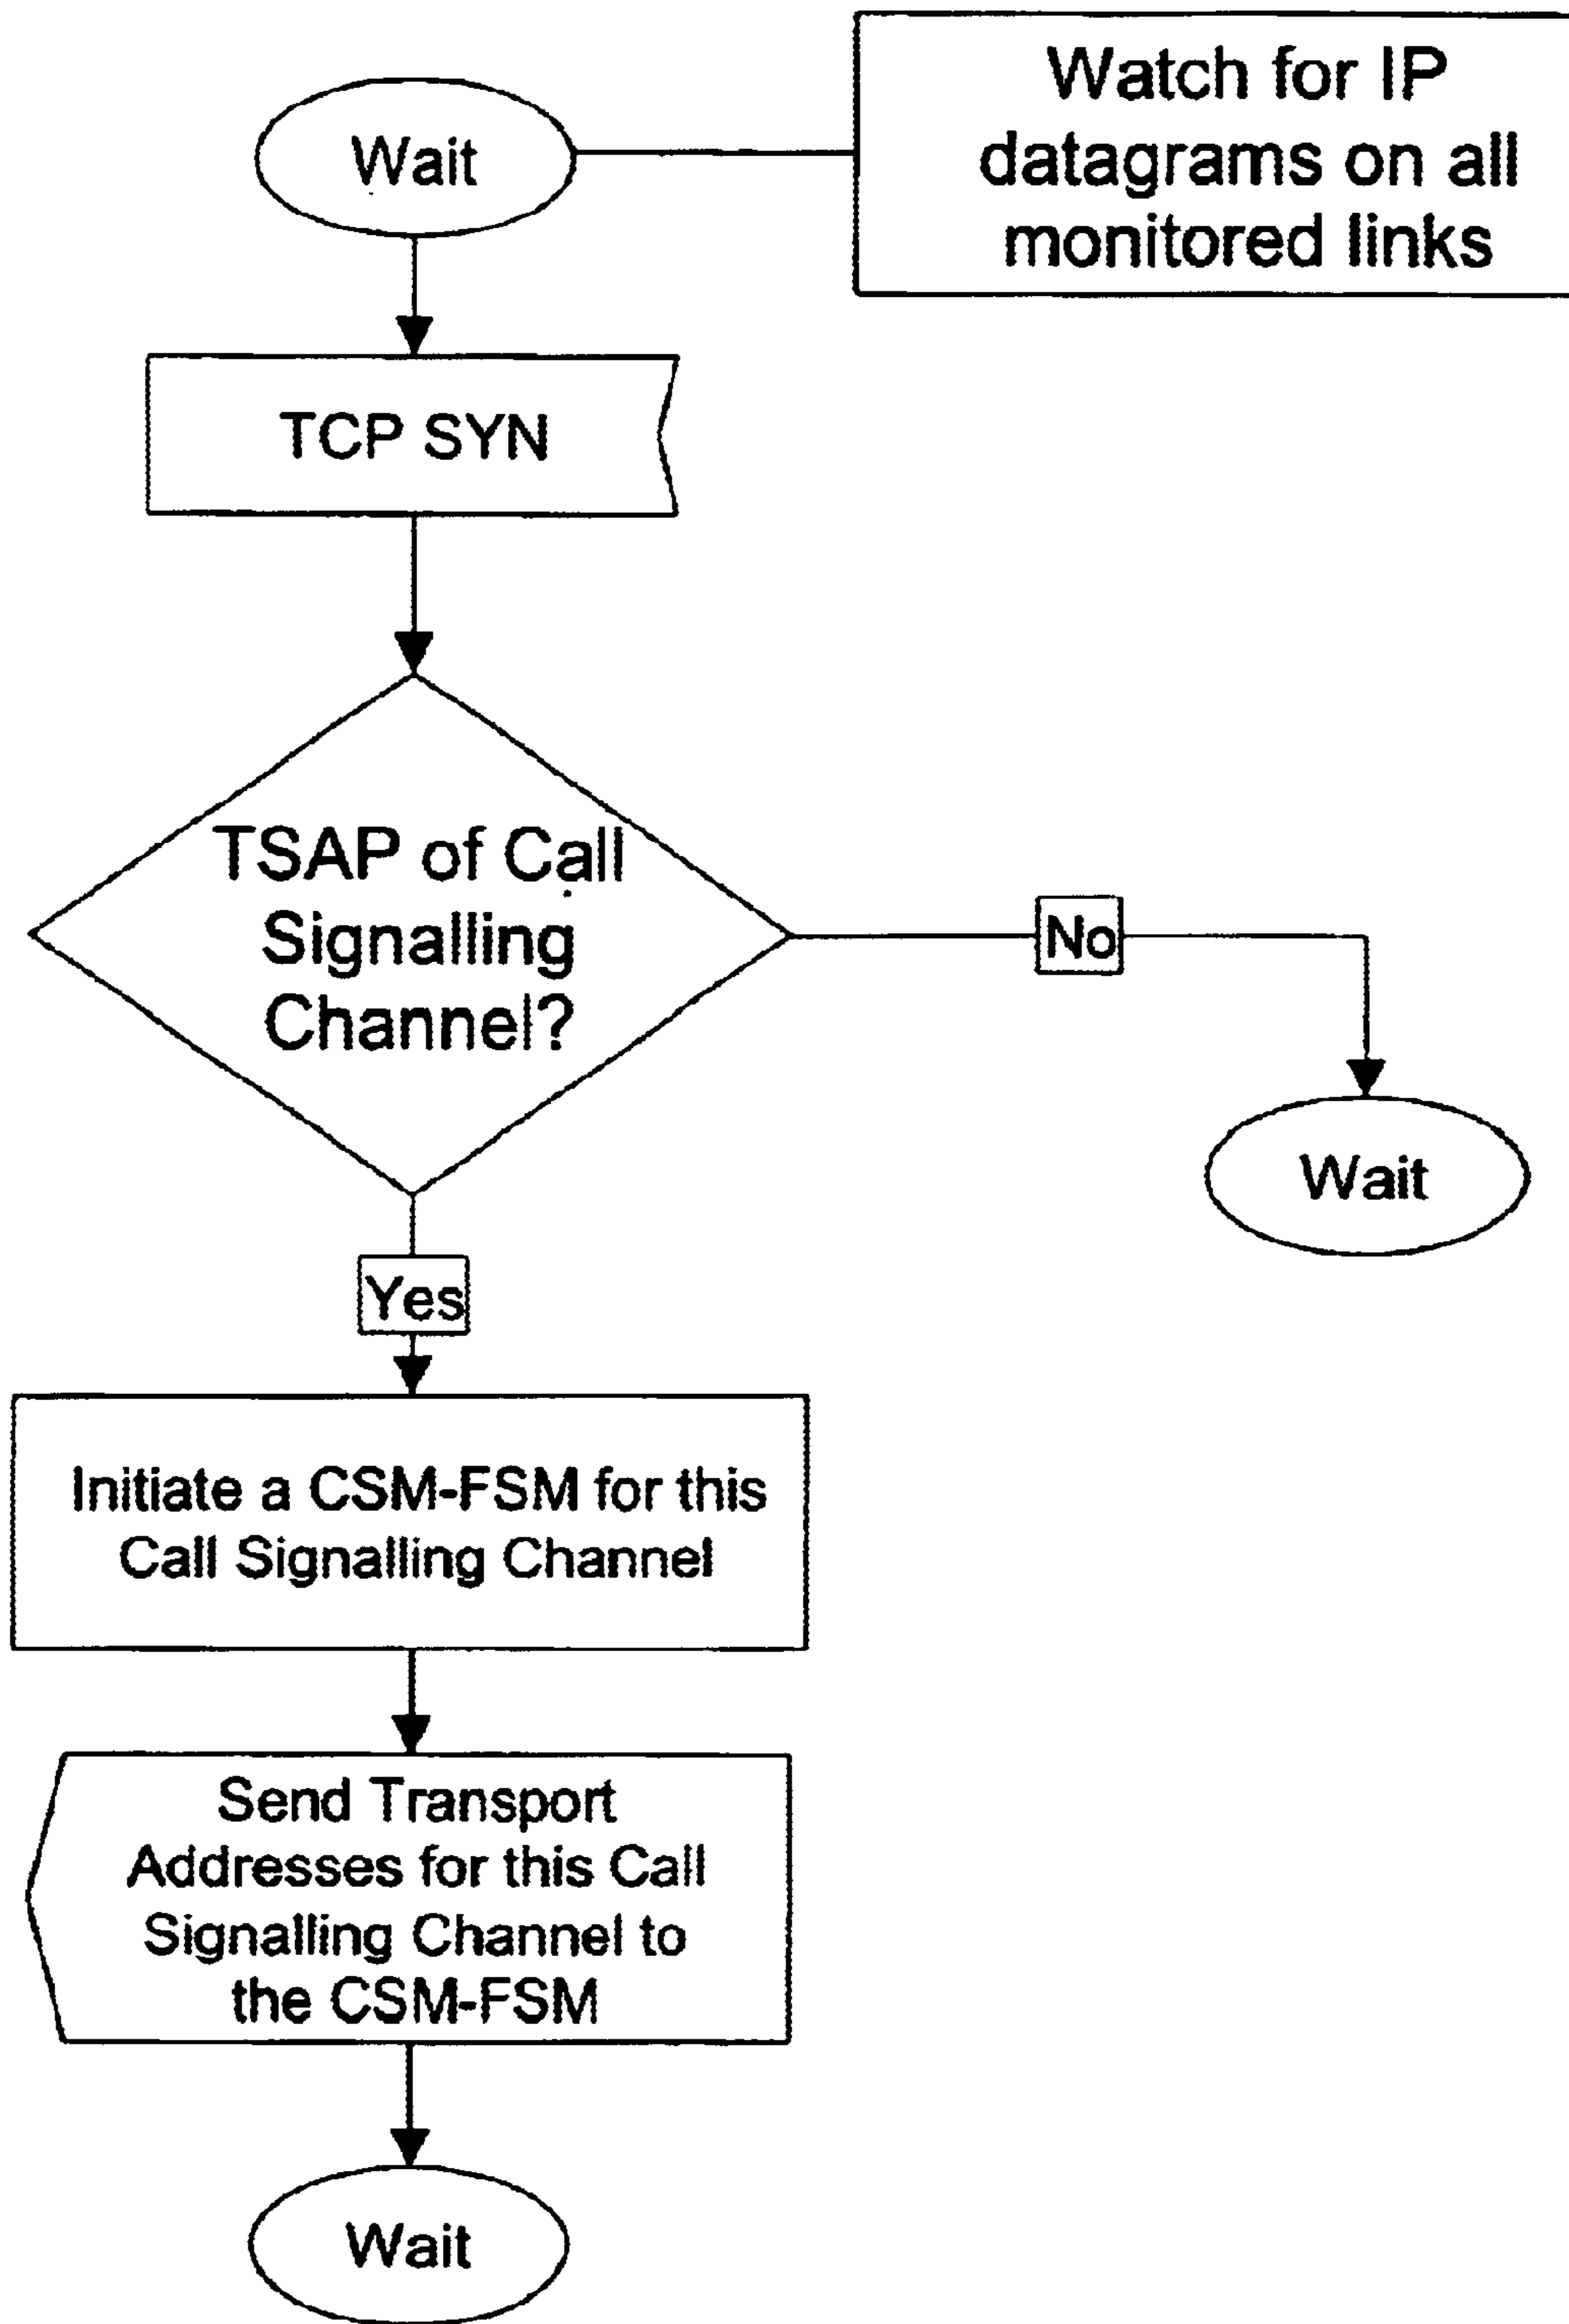 Wait
Watch for IP
datagrams on all
monitored links
TCP SYN
TSAP of Call
Signalling
Channel?
No
Wait
Yes
Initiate a CSM-FSM for this
Call Signalling Channel
Send Transport
Addresses for this Call
Signalling Channel to
the CSM-FSM
Wait